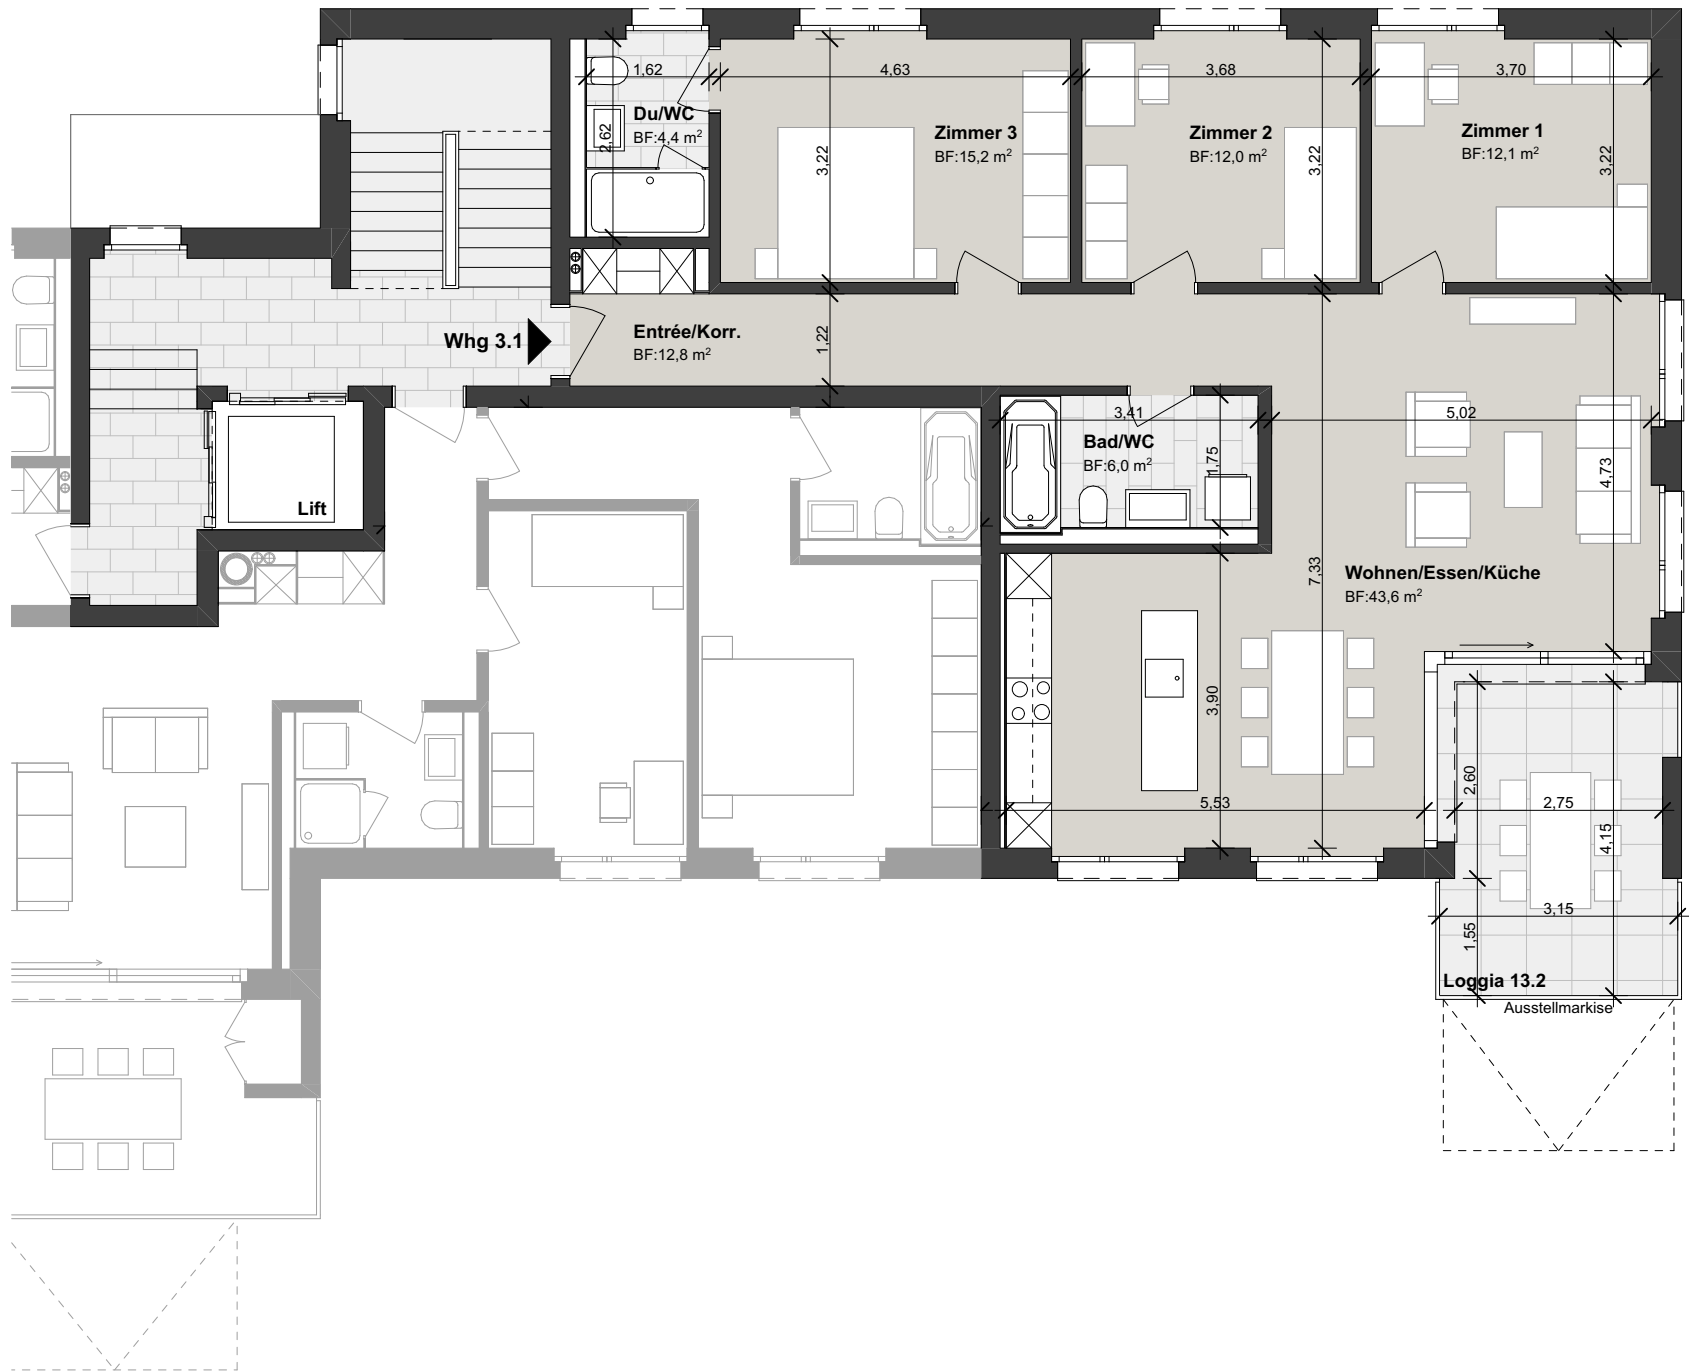 1,62
4,63
3,68
3,70
Du/WC
BF:4,4 m²
2,62
Zimmer 3
BF:15,2 m²
3,22
Zimmer 2
BF:12,0 m²
3,22
Zimmer 1
BF:12,1 m²
3,22
Whg 3.1
Entrée/Korr.
BF:12,8 m²
1,22
Lift
3,41
Bad/WC
BF:6,0 m²
1,75
5,02
4,73
7,33
Wohnen/Essen/Küche
BF:43,6 m²
3,90
5,53
2,60
2,75
4,15
3,15
1,55
Loggia 13.2
Ausstellmarkise